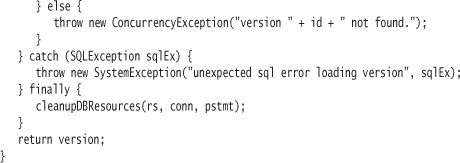 } else {
throw new ConcurrencyException("version " + id + " not found.");
}
} catch (SQLException sqlEx) {
throw new SystemException("unexpected sql error loading version", sqlEx);
} finally {
cleanupDBResources(rs, conn, pstmt);
}
return version;
}